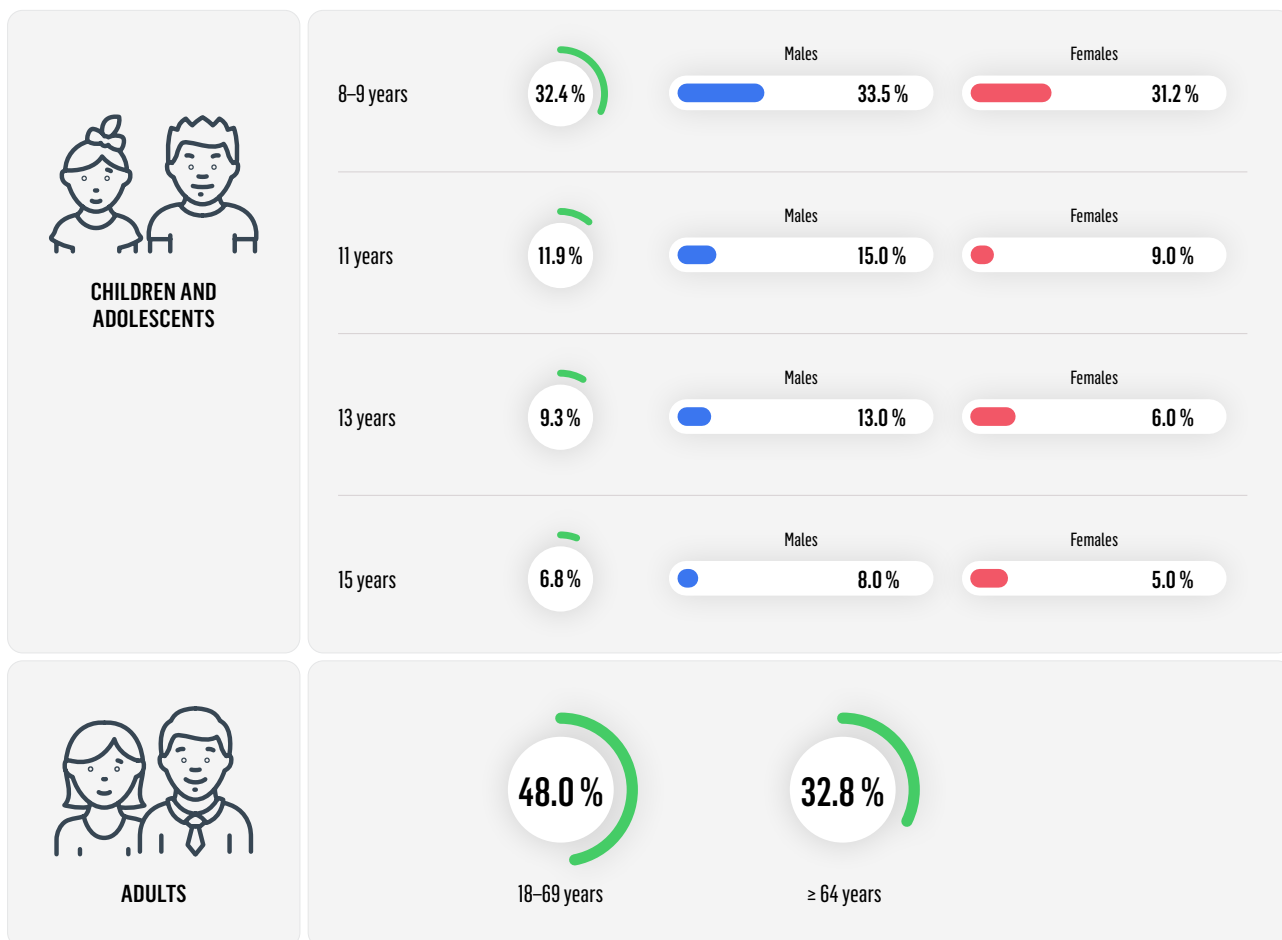 CHILDREN AND
ADOLESCENTS
8–9 years
32.4 %
Males
33.5 %
Females
31.2 %
11 years
11.9 %
Males
15.0 %
Females
9.0 %
13 years
9.3 %
Males
13.0 %
Females
6.0 %
15 years
6.8 %
Males
8.0 %
Females
5.0 %
ADULTS
48.0 %
18–69 years
32.8 %
≥ 64 years